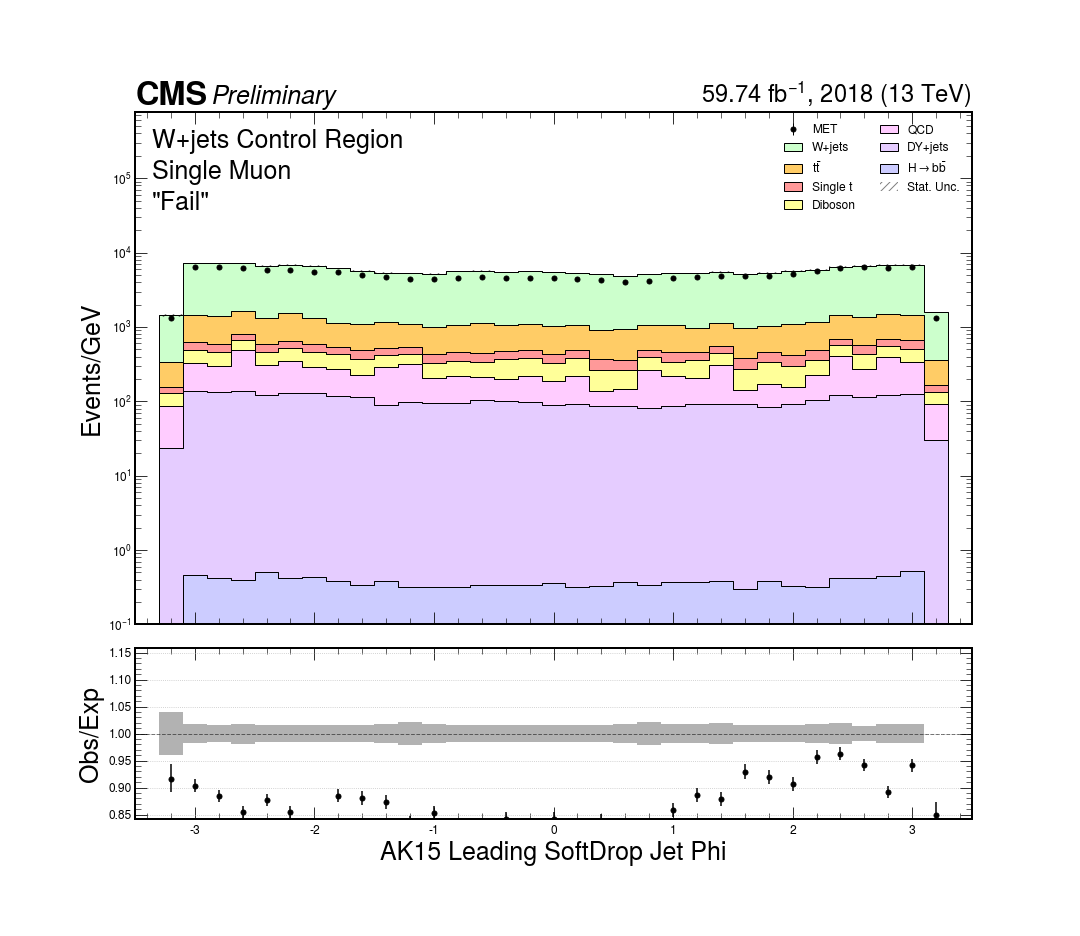 CMS Preliminary
59.74 fb⁻¹, 2018 (13 TeV)
W+jets Control Region
Single Muon
"Fail"
MET
W+jets
tt̄
Single t
Diboson
QCD
DY+jets
H→bb̄
Stat. Unc.
Events/GeV
10⁵
10⁴
10³
10²
10¹
10⁰
10⁻¹
Obs/Exp
1.15
1.10
1.05
1.00
0.95
0.90
0.85
-3 -2 -1 0 1 2 3
AK15 Leading SoftDrop Jet Phi